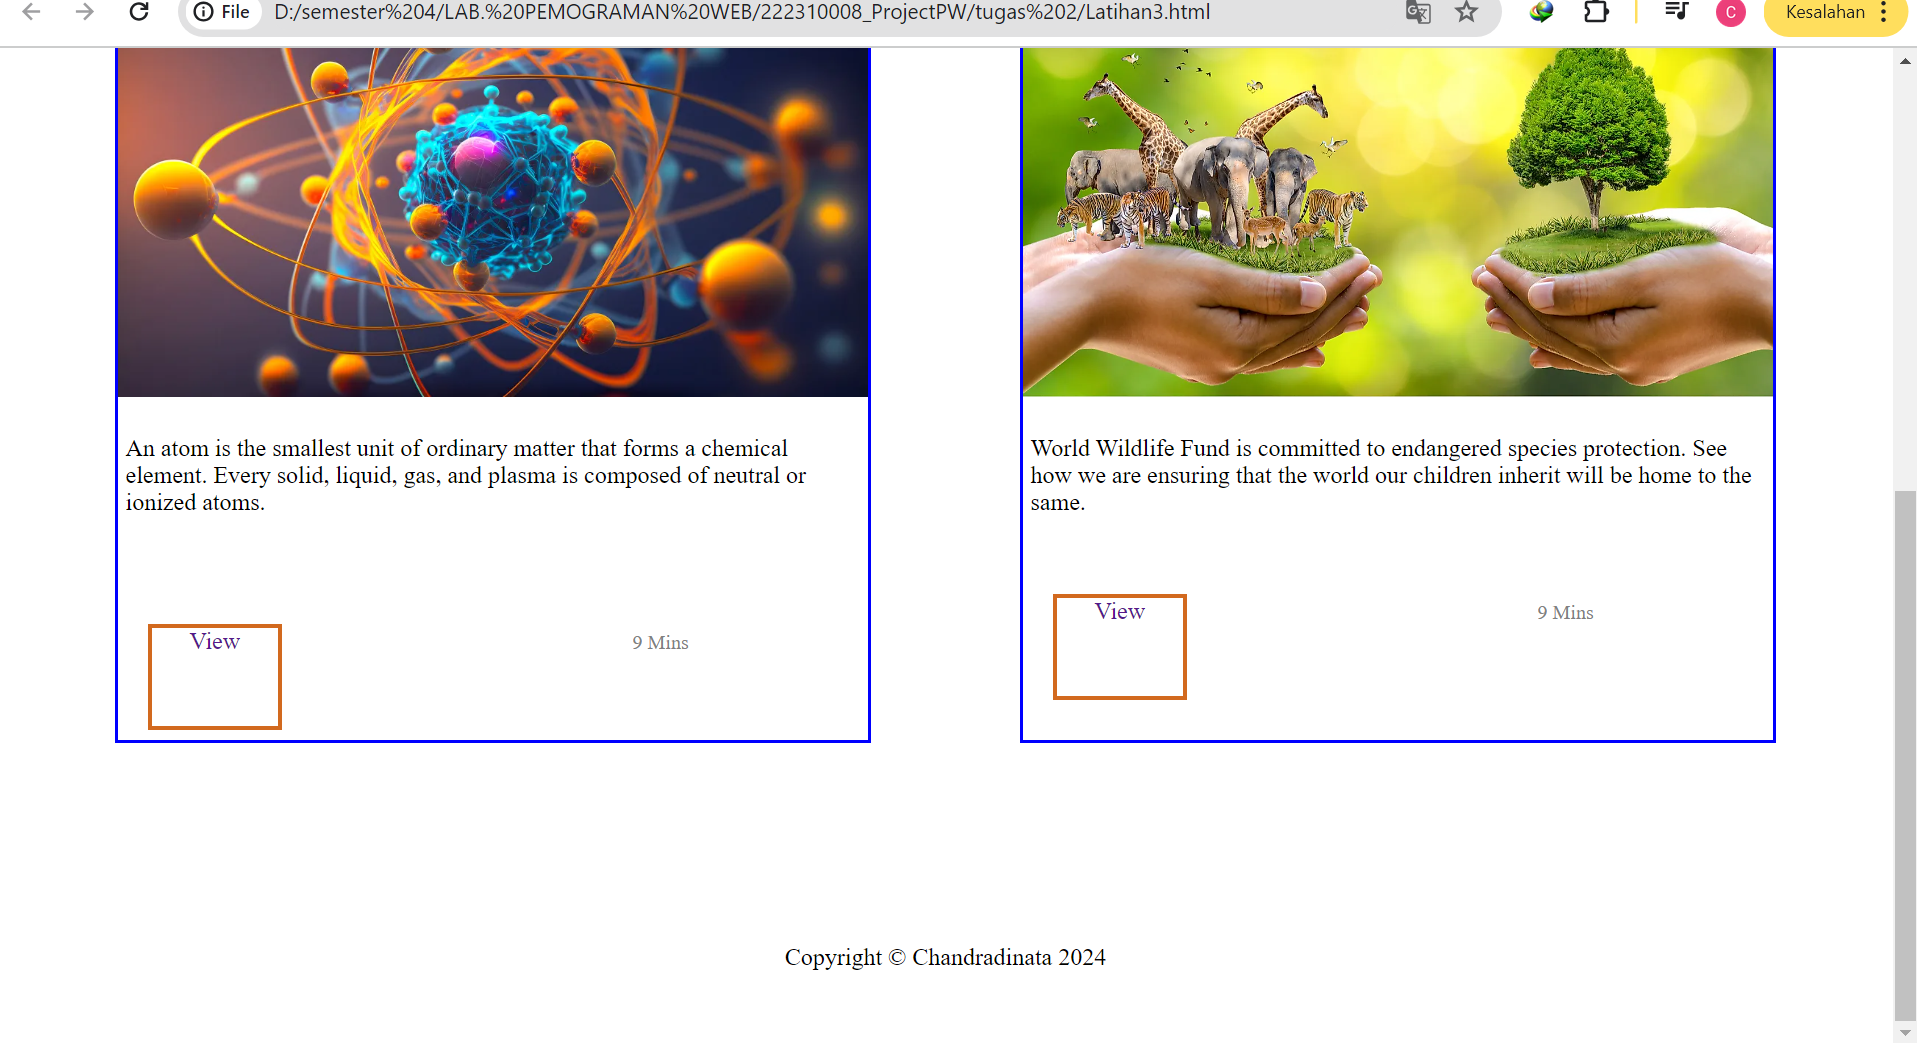 File
D:/semester%204/LAB.%20PEMOGRAMAN%20WEB/222310008_ProjectPW/tugas%202/Latihan3.html
C
Kesalahan
An atom is the smallest unit of ordinary matter that forms a chemical
element. Every solid, liquid, gas, and plasma is composed of neutral or
ionized atoms.
View
9 Mins
World Wildlife Fund is committed to endangered species protection. See
how we are ensuring that the world our children inherit will be home to the
same.
View
9 Mins
Copyright © Chandradinata 2024